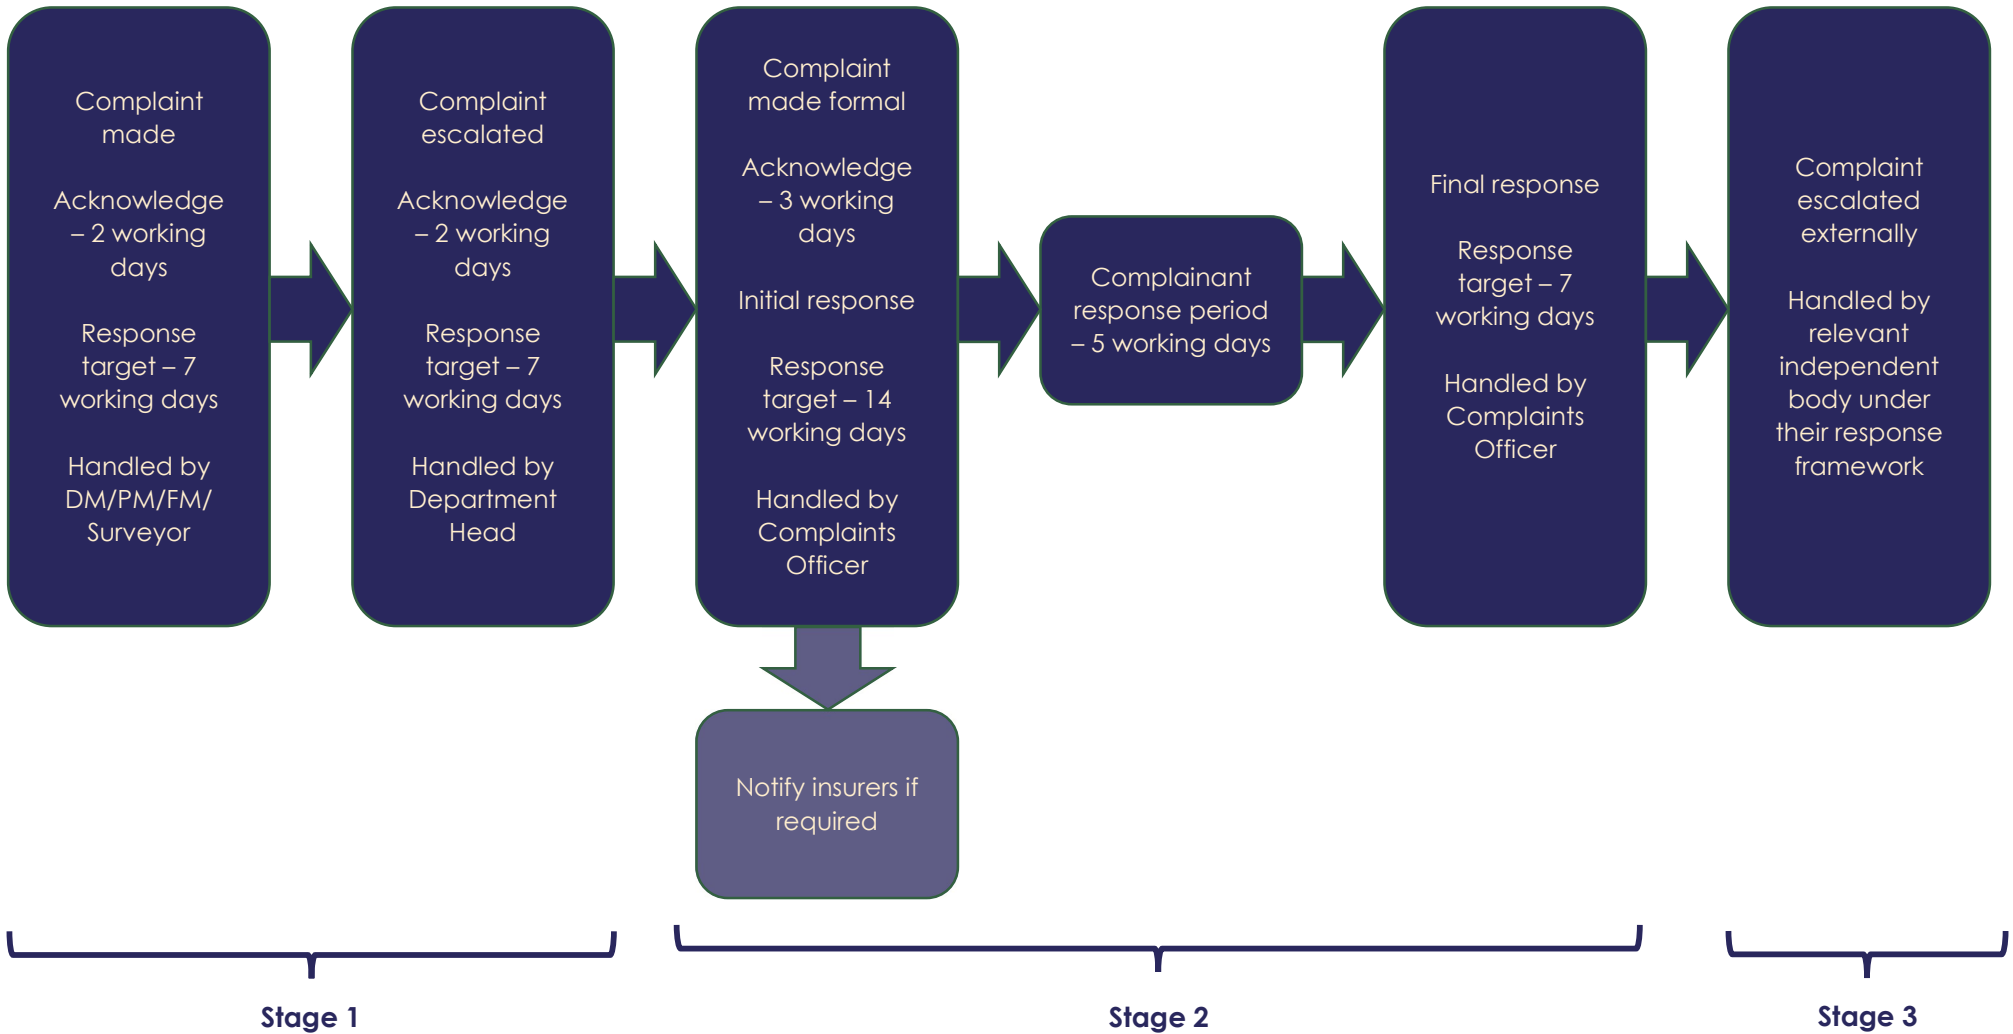 Complaint
made
Acknowledge
– 2 working
days
Response
target – 7
working days
Handled by
DM/PM/FM/
Surveyor
Complaint
escalated
Acknowledge
– 2 working
days
Response
target – 7
working days
Handled by
Department
Head
Complaint
made formal
Acknowledge
– 3 working
days
Initial response
Response
target – 14
working days
Handled by
Complaints
Officer
Notify insurers if
required
Complainant
response period
– 5 working days
Final response
Response
target – 7
working days
Handled by
Complaints
Officer
Complaint
escalated
externally
Handled by
relevant
independent
body under
their response
framework
Stage 1
Stage 2
Stage 3